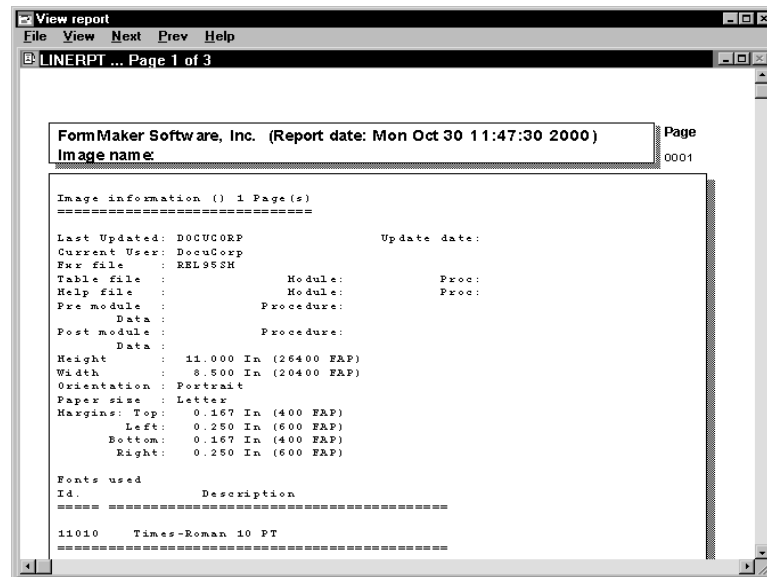 View report
File View Next Prev Help
LINERPT ... Page 1 of 3
FormMaker Software, Inc. (Report date: Mon Oct 30 11:47:30 2000)
Image name:
Page
0001
Image information () 1 Page(s)
================================
Last Updated: DOCUCORP Update date:
Current User: DocuCorp
Fxr file : REL95SH
Table file : Module: Proc:
Help file : Module: Proc:
Pre module : Procedure:
Data :
Post module : Procedure:
Data :
Height : 11.000 In (26400 FAP)
Width : 8.500 In (20400 FAP)
Orientation : Portrait
Paper size : Letter
Margins: Top: 0.167 In (400 FAP)
Left: 0.250 In (600 FAP)
Bottom: 0.167 In (400 FAP)
Right: 0.250 In (600 FAP)
Fonts used
Id. Description
===== ===========================================
11010 Times-Roman 10 PT
=================================================